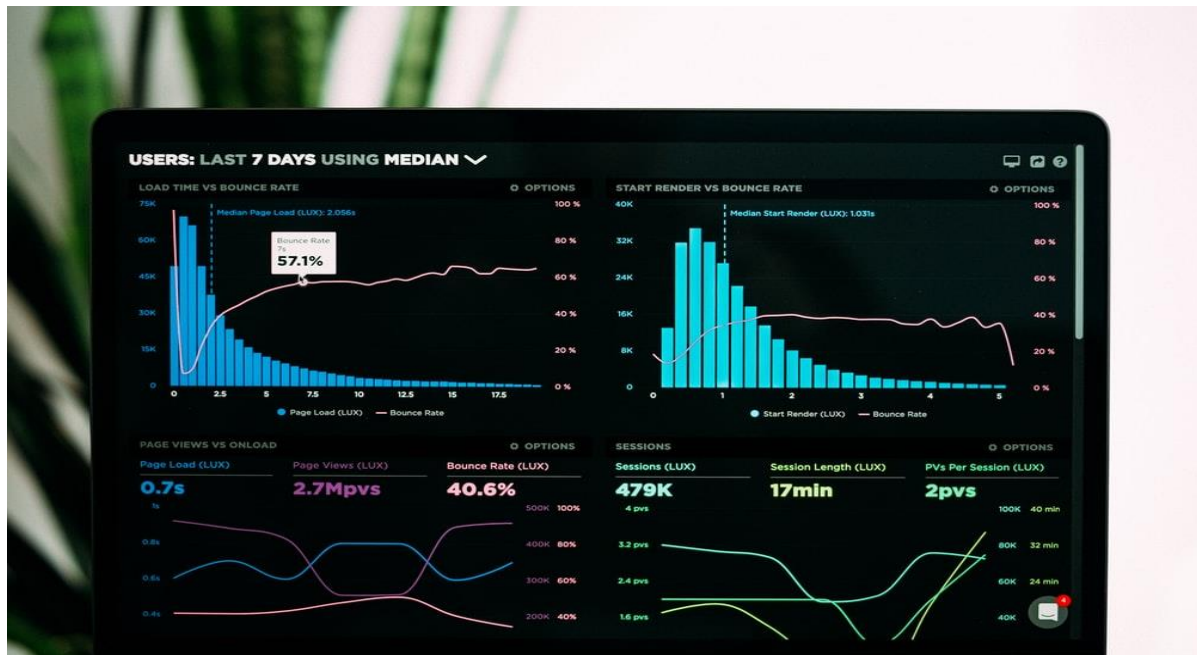 USERS: LAST 7 DAYS USING MEDIAN
LOAD TIME VS BOUNCE RATE
OPTIONS
75K
60K
45K
30K
15K
0
Median Page Load (LUX): 2.056s
Bounce Rate
7s
57.1%
100 %
80 %
60 %
40 %
20 %
0 %
0 2.5 5 7.5 10 12.5 15 17.5
Page Load (LUX) Bounce Rate
START RENDER VS BOUNCE RATE
OPTIONS
40K
32K
24K
16K
8K
0
Median Start Render (LUX): 1.031s
100 %
80 %
60 %
40 %
20 %
0 %
0 1 2 3 4 5
Start Render (LUX) Bounce Rate
PAGE VIEWS VS ONLOAD
OPTIONS
Page Load (LUX) Page Views (LUX) Bounce Rate (LUX)
0.7s 2.7Mpvs 40.6%
1s
0.8s
0.6s
0.4s
500K 100%
400K 80%
300K 60%
200K 40%
SESSIONS
OPTIONS
Sessions (LUX) Session Length (LUX) PVs Per Session (LUX)
479K 17min 2pvs
4 pvs
3.2 pvs
2.4 pvs
1.6 pvs
100K 40 min
80K 32 min
60K 24 min
40K
4